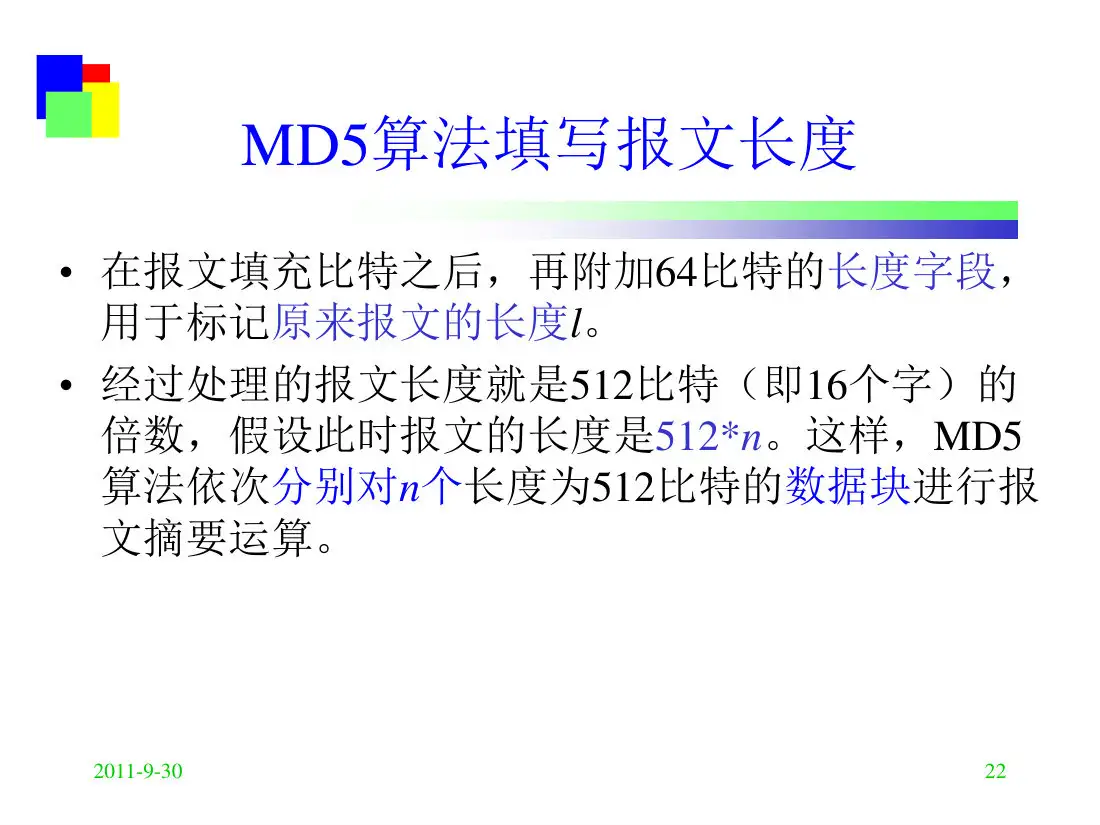 MD5算法填写报文长度
• 在报文填充比特之后，再附加64比特的长度字段，
用于标记原来报文的长度l。
• 经过处理的报文长度就是512比特（即16个字）的
倍数，假设此时报文的长度是512*n。这样，MD5
算法依次分别对n个长度为512比特的数据块进行报
文摘要运算。
2011-9-30
22